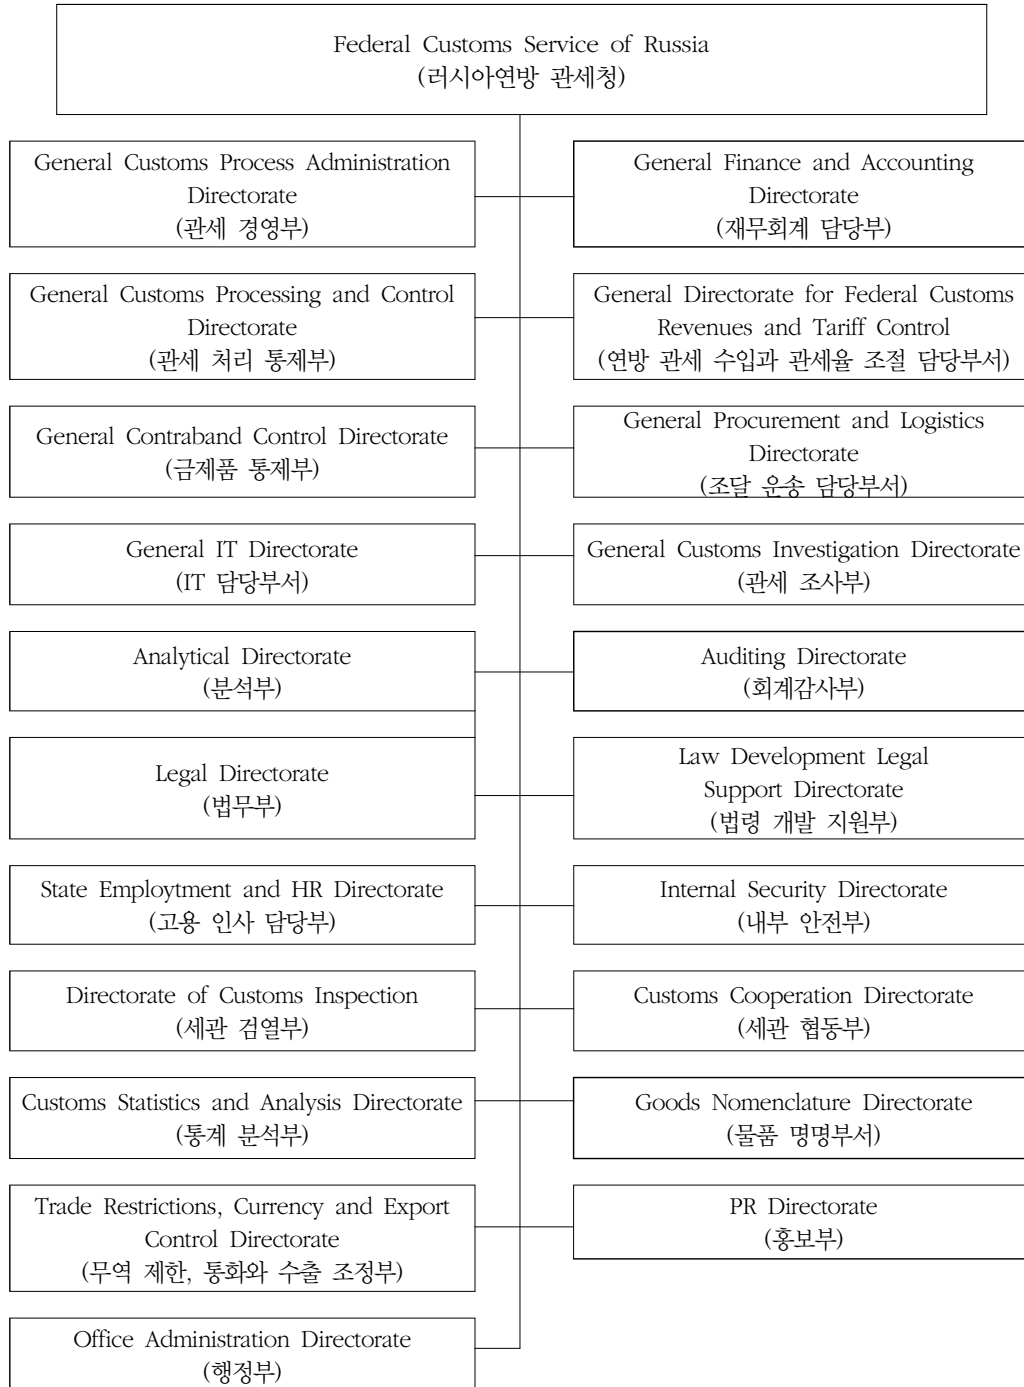 Federal Customs Service of Russia
(러시아연방 관세청)
General Customs Process Administration
Directorate
(관세 경영부)
General Finance and Accounting
Directorate
(재무회계 담당부)
General Customs Processing and Control
Directorate
(관세 처리 통제부)
General Directorate for Federal Customs
Revenues and Tariff Control
(연방 관세 수입과 관세율 조절 담당부서)
General Contraband Control Directorate
(금제품 통제부)
General Procurement and Logistics
Directorate
(조달 운송 담당부서)
General IT Directorate
(IT 담당부서)
General Customs Investigation Directorate
(관세 조사부)
Analytical Directorate
(분석부)
Auditing Directorate
(회계감사부)
Legal Directorate
(법무부)
Law Development Legal
Support Directorate
(법령 개발 지원부)
State Employtment and HR Directorate
(고용 인사 담당부)
Internal Security Directorate
(내부 안전부)
Directorate of Customs Inspection
(세관 검열부)
Customs Cooperation Directorate
(세관 협동부)
Customs Statistics and Analysis Directorate
(통계 분석부)
Goods Nomenclature Directorate
(물품 명명부서)
Trade Restrictions, Currency and Export
Control Directorate
(무역 제한, 통화와 수출 조정부)
PR Directorate
(홍보부)
Office Administration Directorate
(행정부)